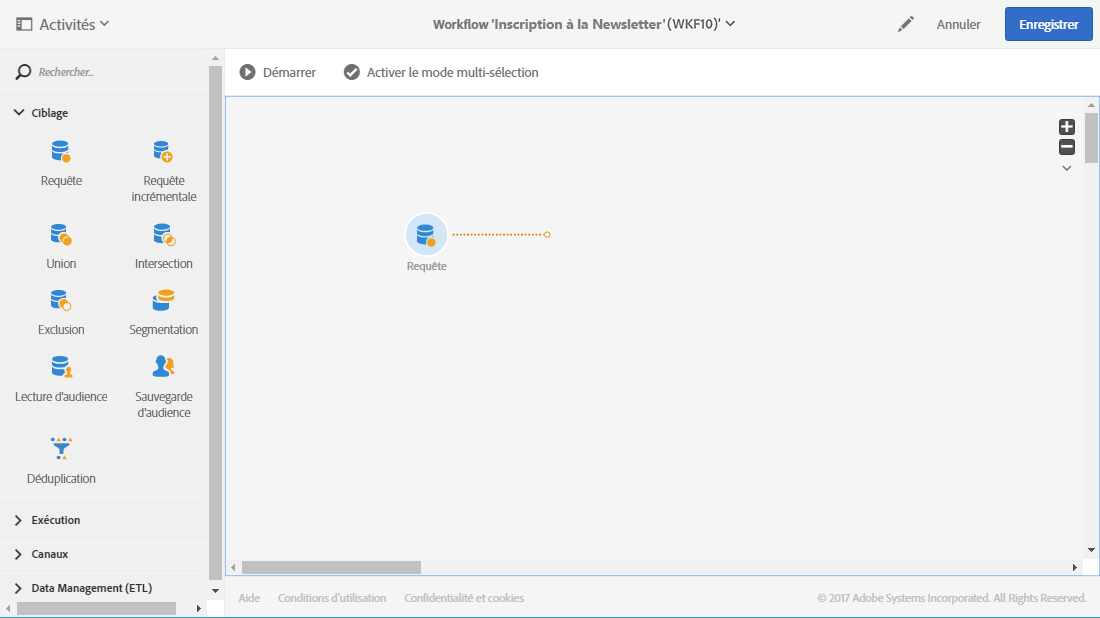 Activités
Workflow 'Inscription à la Newsletter' (WKF10)'
Annuler
Enregistrer
Rechercher...
Démarrer
Activer le mode multi-sélection
Ciblage
Requête
Requête
incrémentale
Union
Intersection
Exclusion
Segmentation
Lecture d'audience
Sauvegarde
d'audience
Déduplication
Exécution
Canaux
Data Management (ETL)
Requête
Aide
Conditions d'utilisation
Confidentialité et cookies
© 2017 Adobe Systems Incorporated. All Rights Reserved.